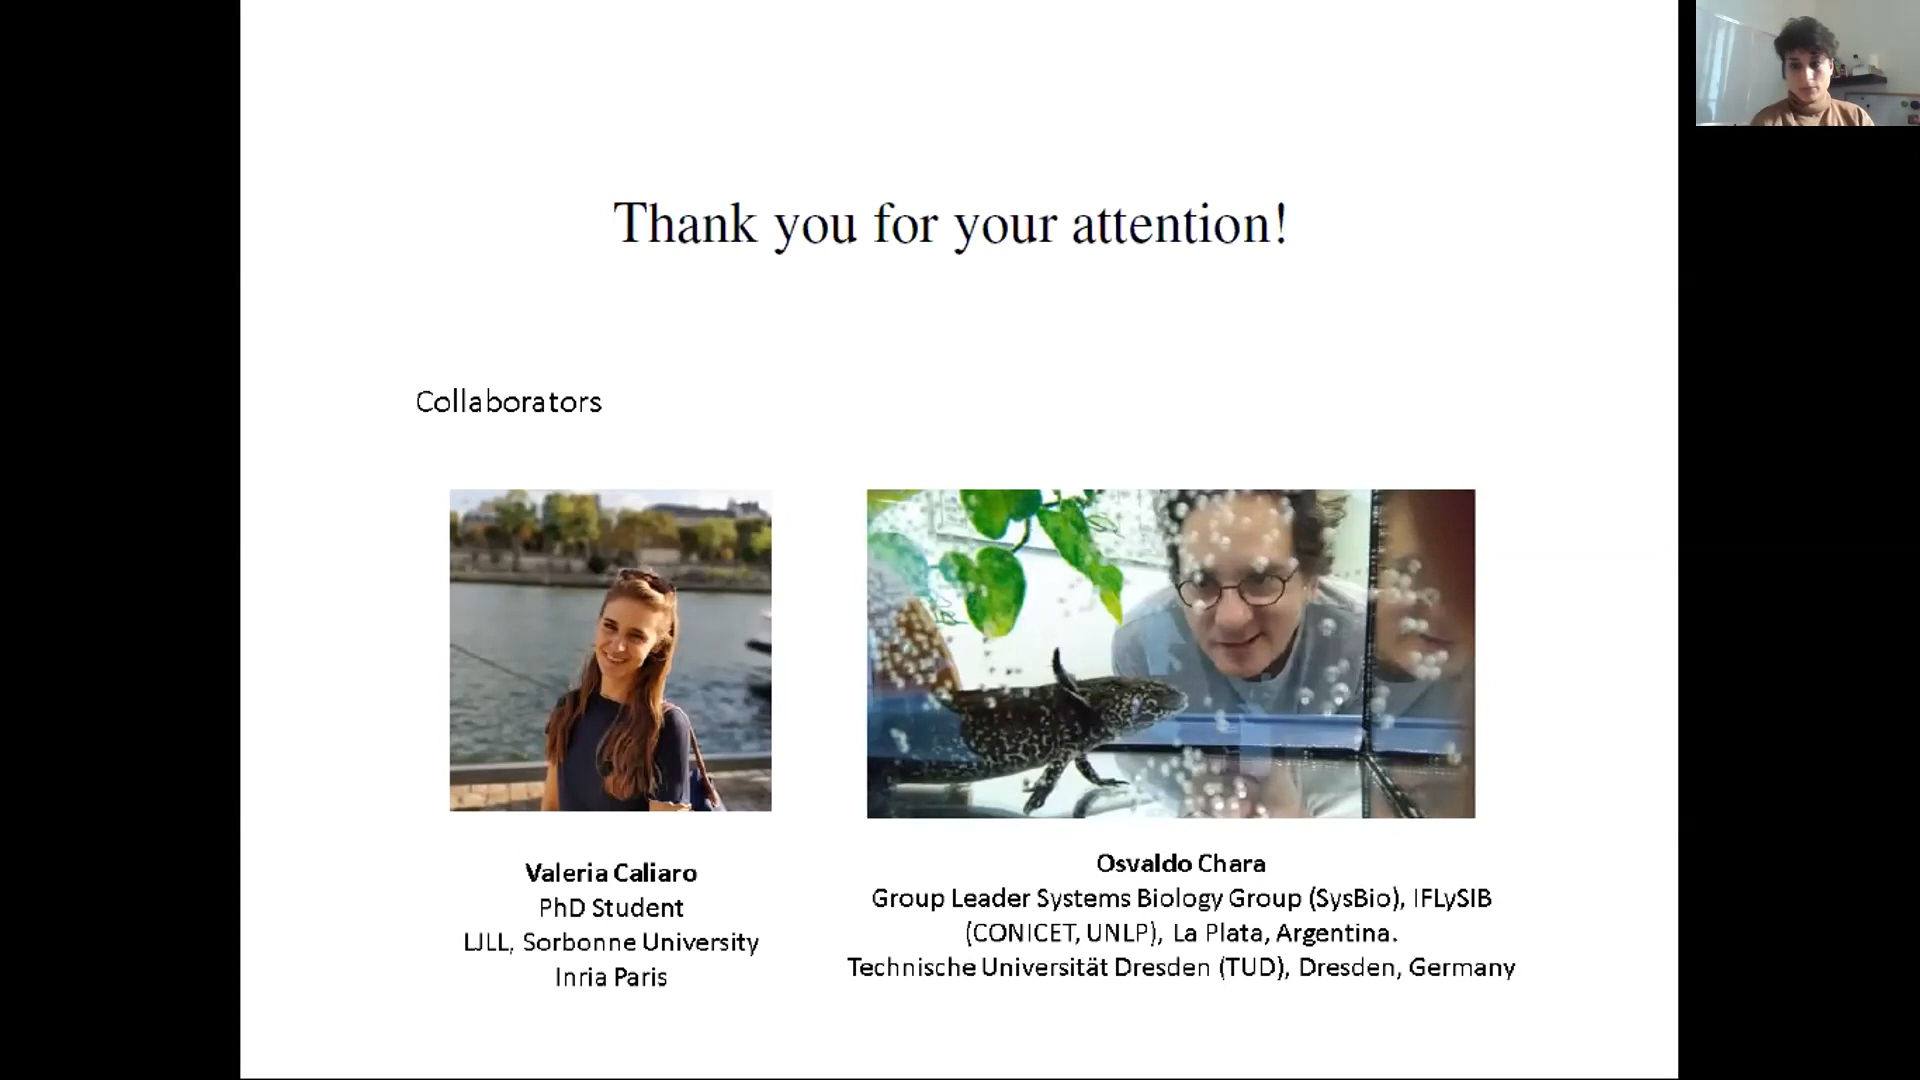 Thank you for your attention!
Collaborators
Valeria Caliaro
PhD Student
LJLL, Sorbonne University
Inria Paris
Osvaldo Chara
Group Leader Systems Biology Group (SysBio), IFLySIB
(CONICET, UNLP), La Plata, Argentina.
Technische Universität Dresden (TUD), Dresden, Germany